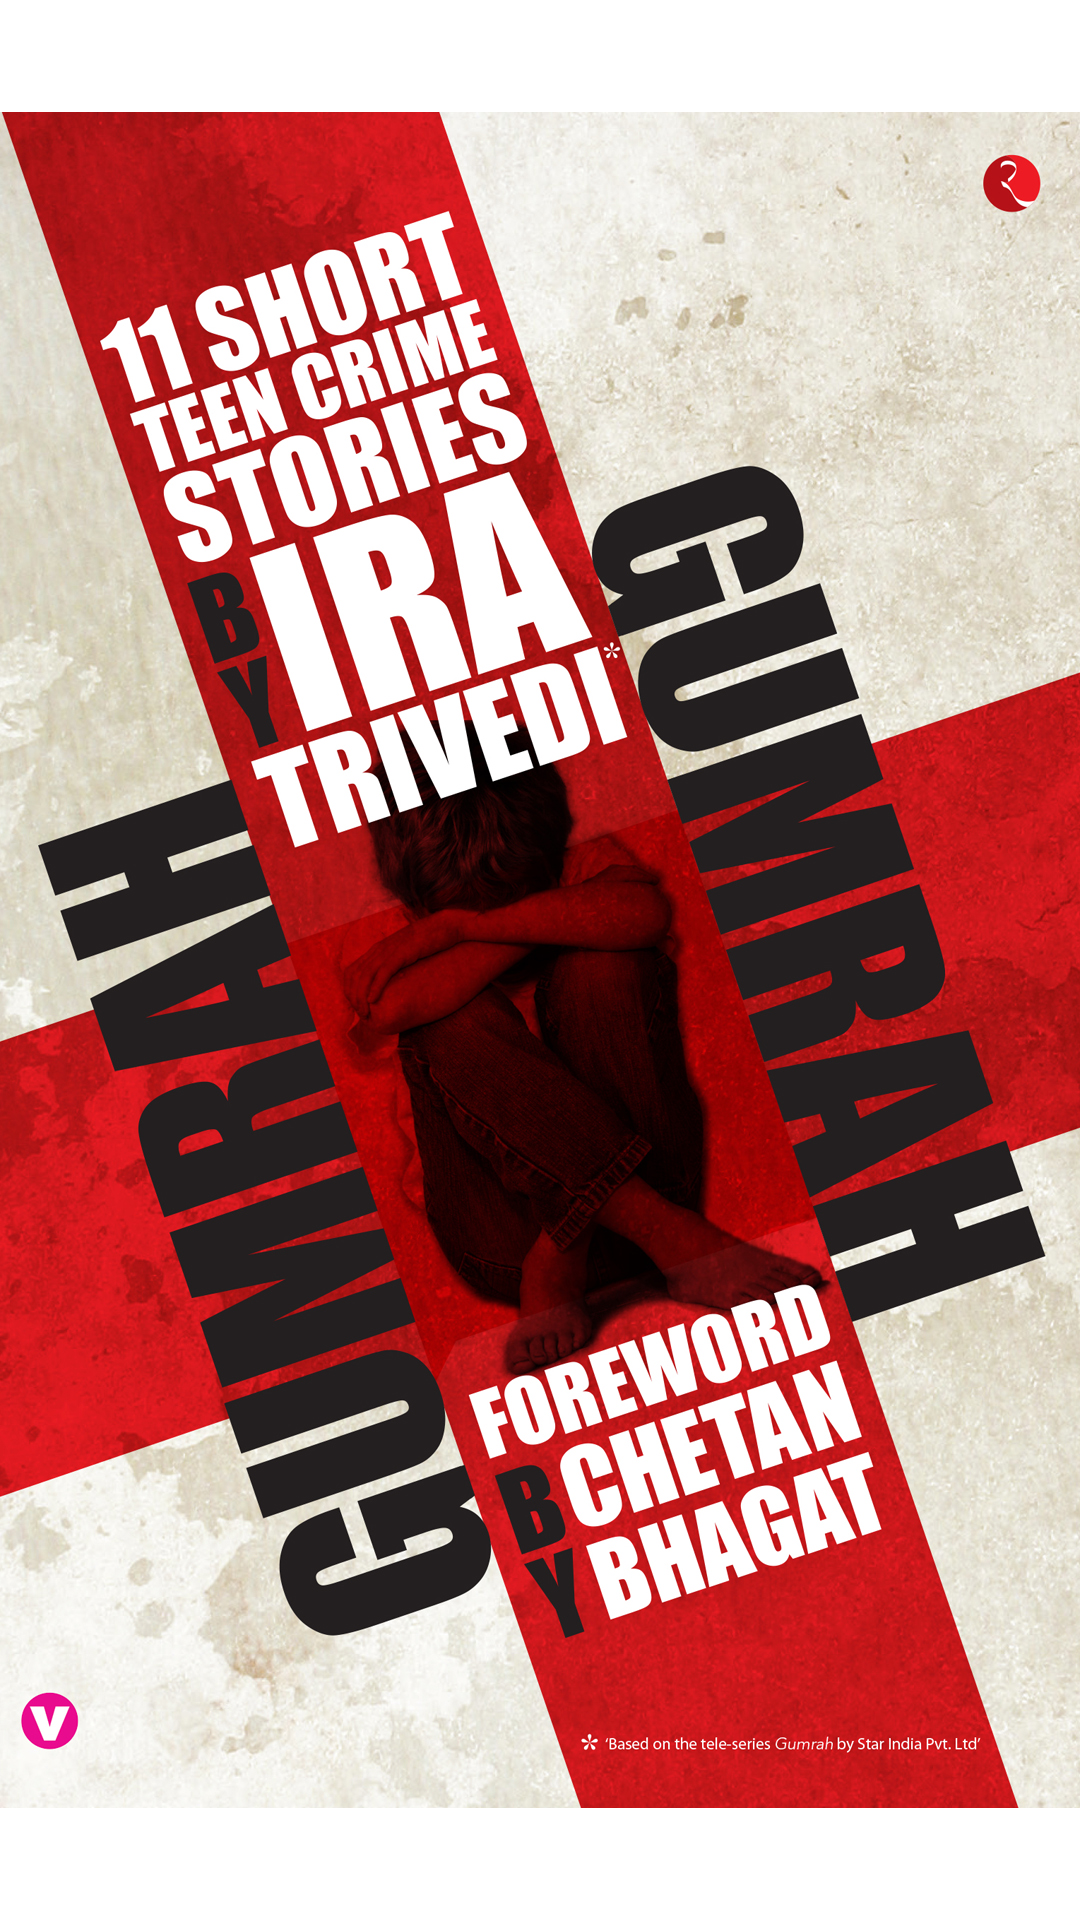 11 SHORT
TEEN CRIME
STORIES
BY
IRA
TRIVEDI*
GUMRAH
GUMRAH
FOREWORD
BY
CHETAN
BHAGAT
V
* ‘Based on the tele-series Gumrah by Star India Pvt. Ltd’